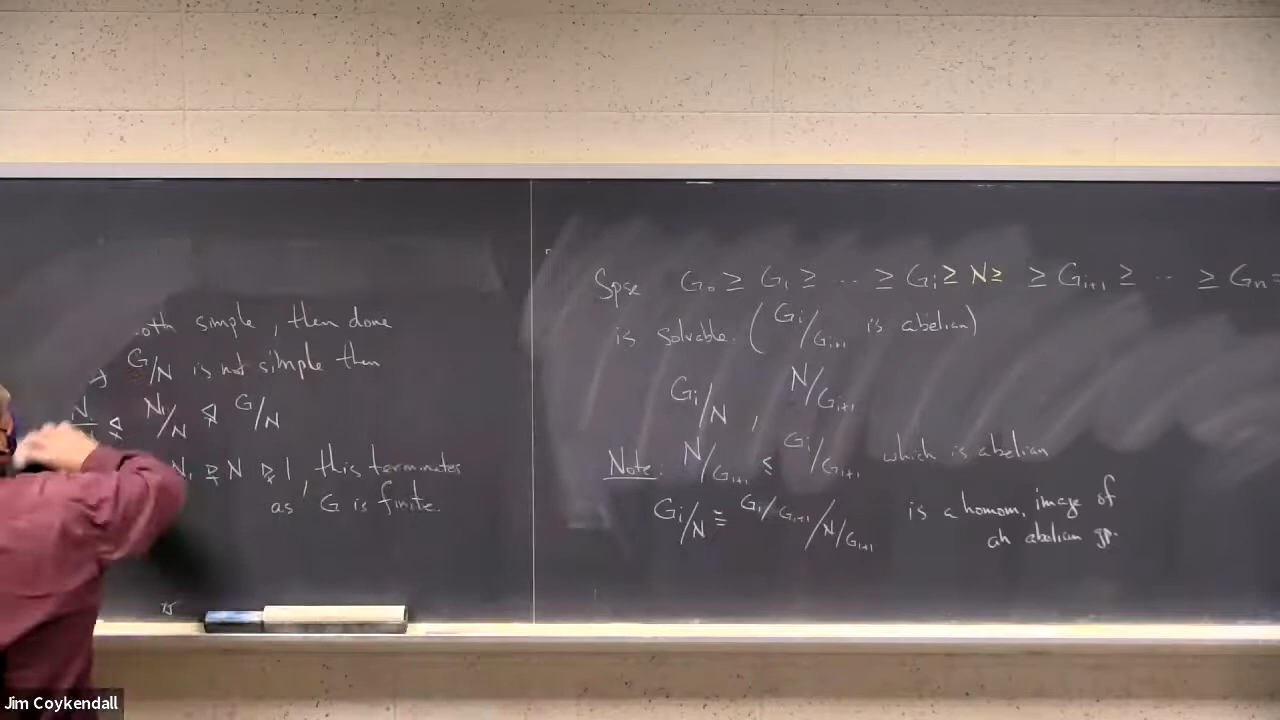 oth simple, then done
G/N is not simple then
N ⊴ N₁/N ⊴ G/N
N₁ ⊵ N ⊵ 1, this terminates
as G is finite.
Spse G₀ ≥ G₁ ≥ ... ≥ Gᵢ ≥ N ≥ ≥ Gᵢ₊₁ ≥ ... ≥ Gₙ =
is solvable. (Gᵢ/Gᵢ₊₁ is abelian)
Gᵢ/N , N/Gᵢ₊₁
Note: N/Gᵢ₊₁ ≤ Gᵢ/Gᵢ₊₁ which is abelian
Gᵢ/N ≅ Gᵢ/Gᵢ₊₁/N/Gᵢ₊₁ is a homom. image of
an abelian gp.
Jim Coykendall